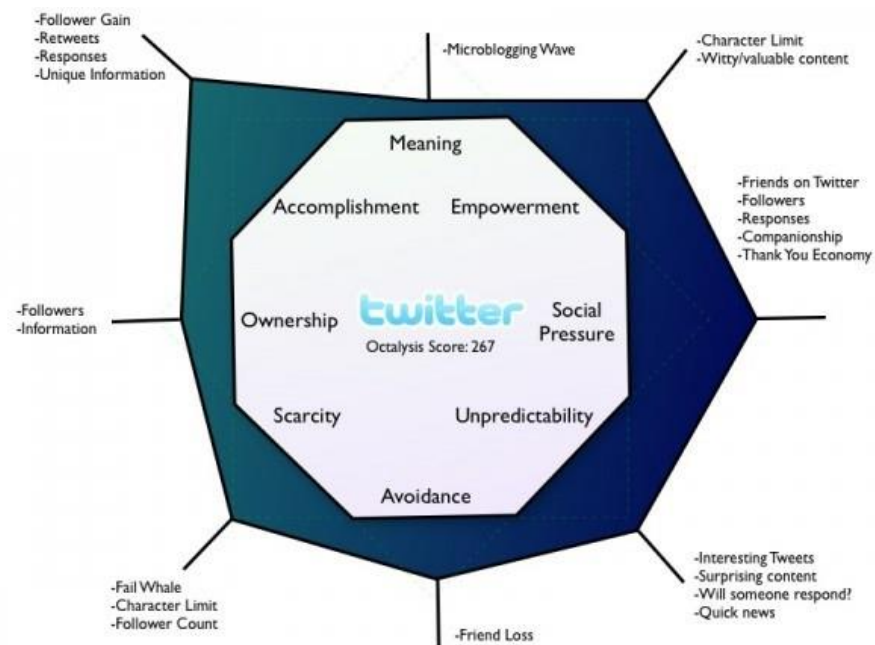 -Follower Gain
-Retweets
-Responses
-Unique Information
-Microblogging Wave
-Character Limit
-Witty/valuable content
Meaning
Accomplishment
Empowerment
-Friends on Twitter
-Followers
-Responses
-Companionship
-Thank You Economy
-Followers
-Information
Ownership
twitter
Octalysis Score: 267
Social
Pressure
Scarcity
Unpredictability
Avoidance
-Fail Whale
-Character Limit
-Follower Count
-Friend Loss
-Interesting Tweets
-Surprising content
-Will someone respond?
-Quick news